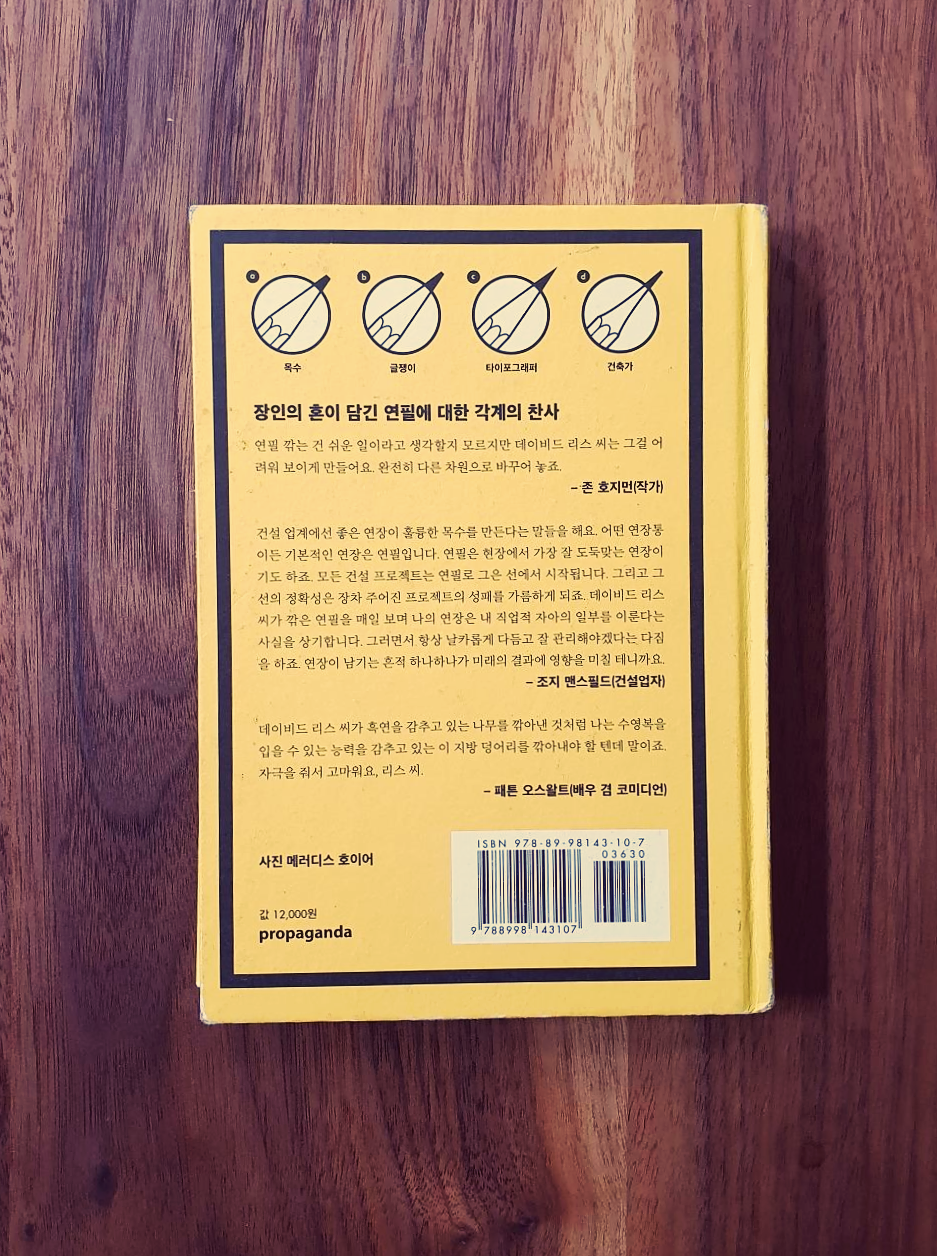 a b c d
목수 글쟁이 타이포그래퍼 건축가
장인의 혼이 담긴 연필에 대한 각계의 찬사
연필 깎는 건 쉬운 일이라고 생각할지 모르지만 데이비드 리스 씨는 그걸 어
려워 보이게 만들어요. 완전히 다른 차원으로 바꾸어 놓죠.
– 존 호지먼(작가)
건설 업계에선 좋은 연장이 훌륭한 목수를 만든다는 말들을 해요. 어떤 연장통
이든 기본적인 연장은 연필입니다. 연필은 현장에서 가장 잘 도둑맞는 연장이
기도 하죠. 모든 건설 프로젝트는 연필로 그은 선에서 시작됩니다. 그리고 그
선의 정확성은 장차 주어진 프로젝트의 성패를 가름하게 되죠. 데이비드 리스
씨가 깎은 연필을 매일 보며 나의 연장은 내 직업적 자아의 일부를 이룬다는
사실을 상기합니다. 그러면서 항상 날카롭게 다듬고 잘 관리해야겠다는 다짐
을 하죠. 연장이 남기는 흔적 하나하나가 미래의 결과에 영향을 미칠 테니까요.
– 조지 맨스필드(건설업자)
데이비드 리스 씨가 흑연을 감추고 있는 나무를 깎아낸 것처럼 나는 수영복을
입을 수 있는 능력을 감추고 있는 이 지방 덩어리를 깎아내야 할 텐데 말이죠.
자극을 줘서 고마워요, 리스 씨.
– 패튼 오스왈트(배우 겸 코미디언)
사진 메러디스 호이어
값 12,000원
propaganda
ISBN 978-89-98143-10-7
03630
9 788998 143107